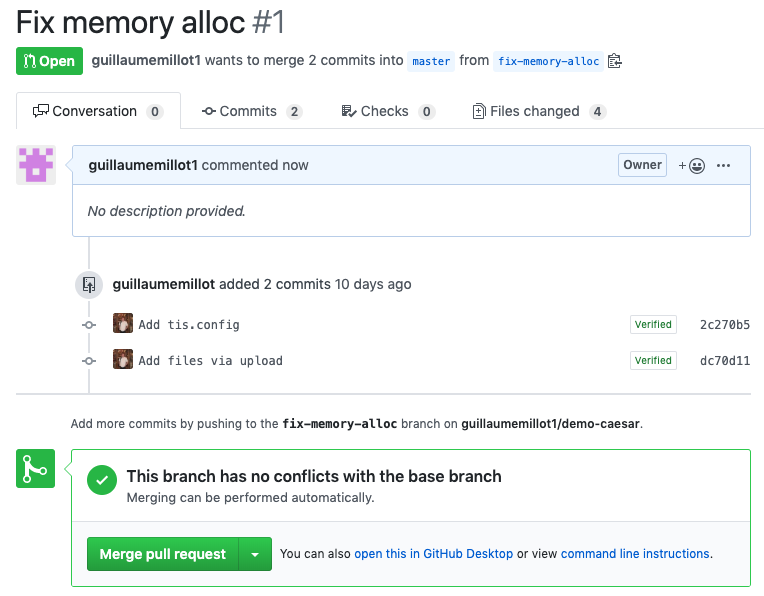 Fix memory alloc #1
Open guillaumemillot1 wants to merge 2 commits into master from fix-memory-alloc
Conversation 0 Commits 2 Checks 0 Files changed 4
guillaumemillot1 commented now Owner
No description provided.
guillaumemillot added 2 commits 10 days ago
Add tis.config Verified 2c270b5
Add files via upload Verified dc70d11
Add more commits by pushing to the fix-memory-alloc branch on guillaumemillot1/demo-caesar.
This branch has no conflicts with the base branch
Merging can be performed automatically.
Merge pull request You can also open this in GitHub Desktop or view command line instructions.